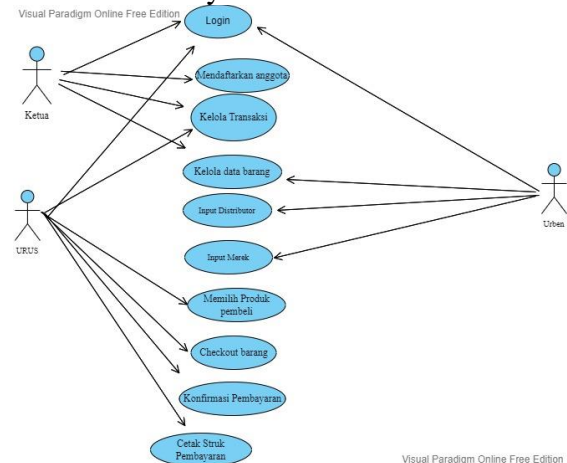 Visual Paradigm Online Free Edition
Login
Mendaftarkan anggota
Ketua
Kelola Transaksi
Kelola data barang
Input Distributor
Urben
URUS
Input Merek
Memilih Produk
pembeli
Checkout barang
Konfirmasi Pembayaran
Cetak Struk
Pembayaran
Visual Paradigm Online Free Edition